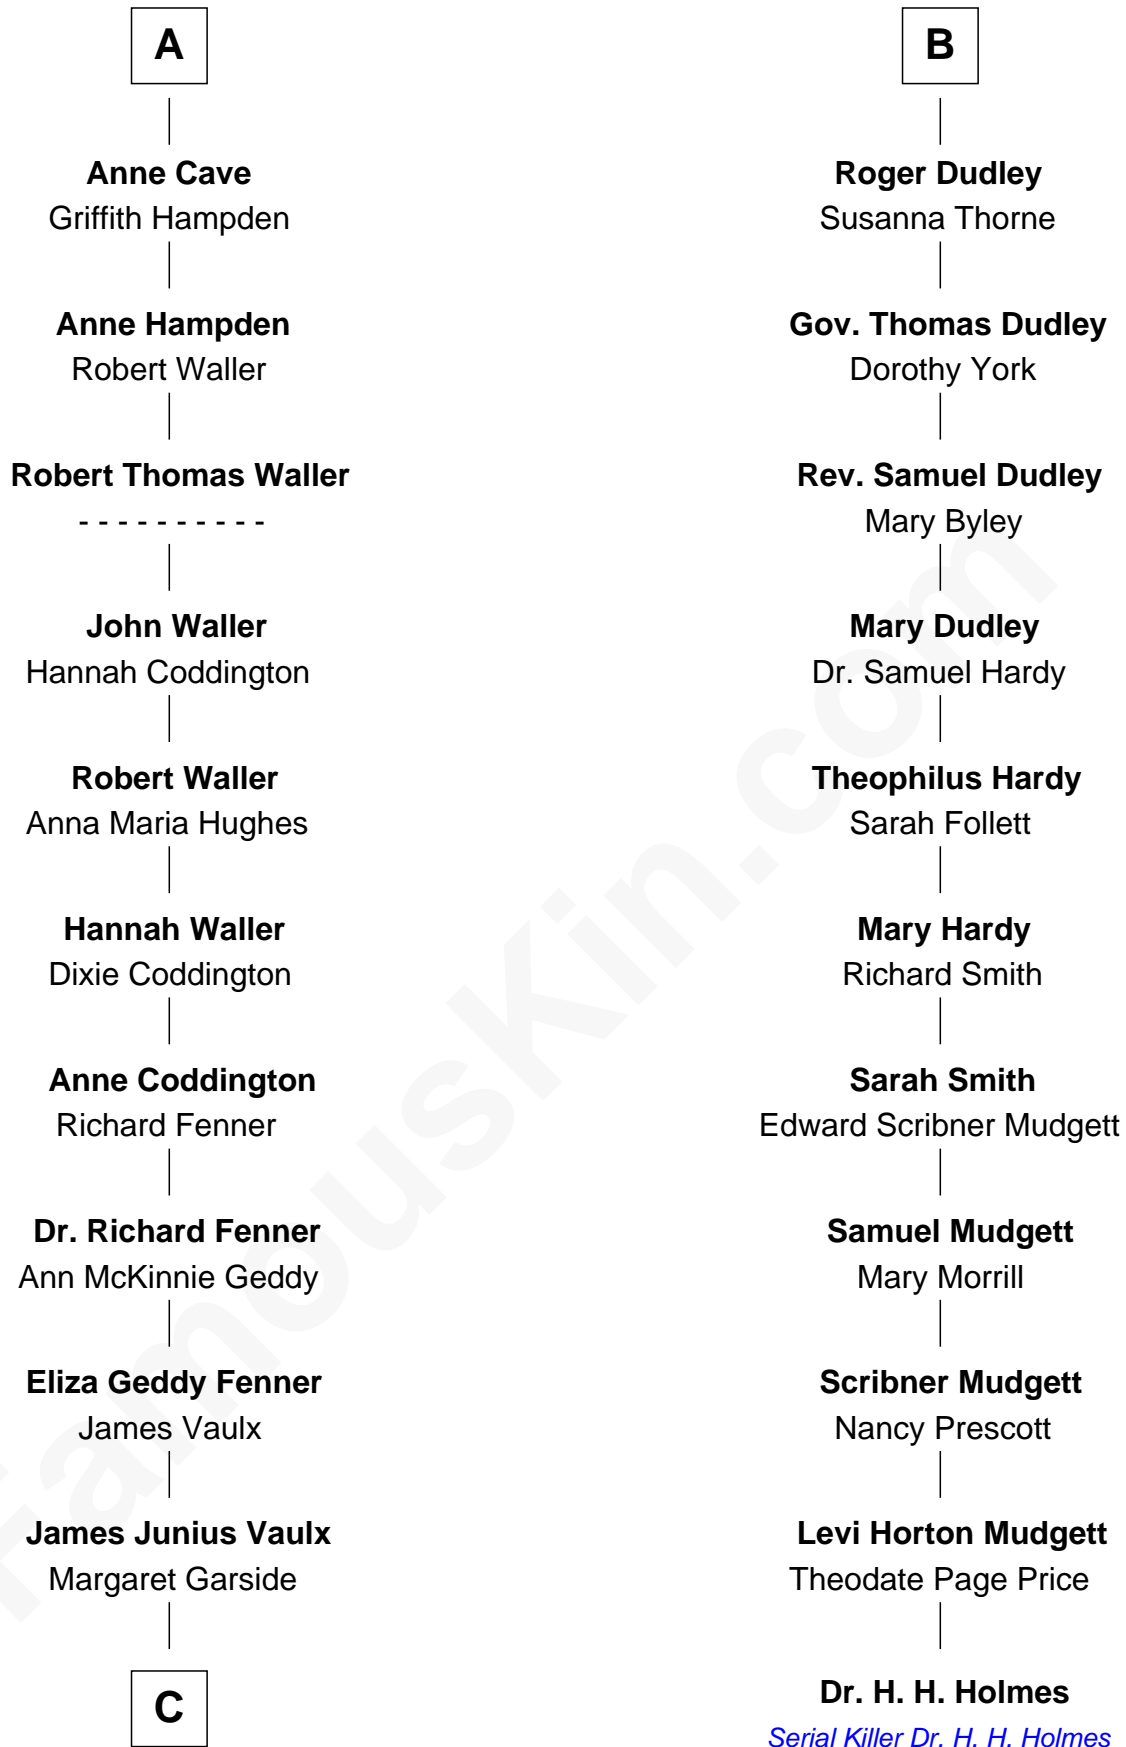 A
Anne Cave
Griffith Hampden
Anne Hampden
Robert Waller
Robert Thomas Waller
- - - - - - - - - -
John Waller
Hannah Coddington
Robert Waller
Anna Maria Hughes
Hannah Waller
Dixie Coddington
Anne Coddington
Richard Fenner
Dr. Richard Fenner
Ann McKinnie Geddy
Eliza Geddy Fenner
James Vaulx
James Junius Vaulx
Margaret Garside
C
B
Roger Dudley
Susanna Thorne
Gov. Thomas Dudley
Dorothy York
Rev. Samuel Dudley
Mary Byley
Mary Dudley
Dr. Samuel Hardy
Theophilus Hardy
Sarah Follett
Mary Hardy
Richard Smith
Sarah Smith
Edward Scribner Mudgett
Samuel Mudgett
Mary Morrill
Scribner Mudgett
Nancy Prescott
Levi Horton Mudgett
Theodate Page Price
Dr. H. H. Holmes
Serial Killer Dr. H. H. Holmes
FamousKin.com